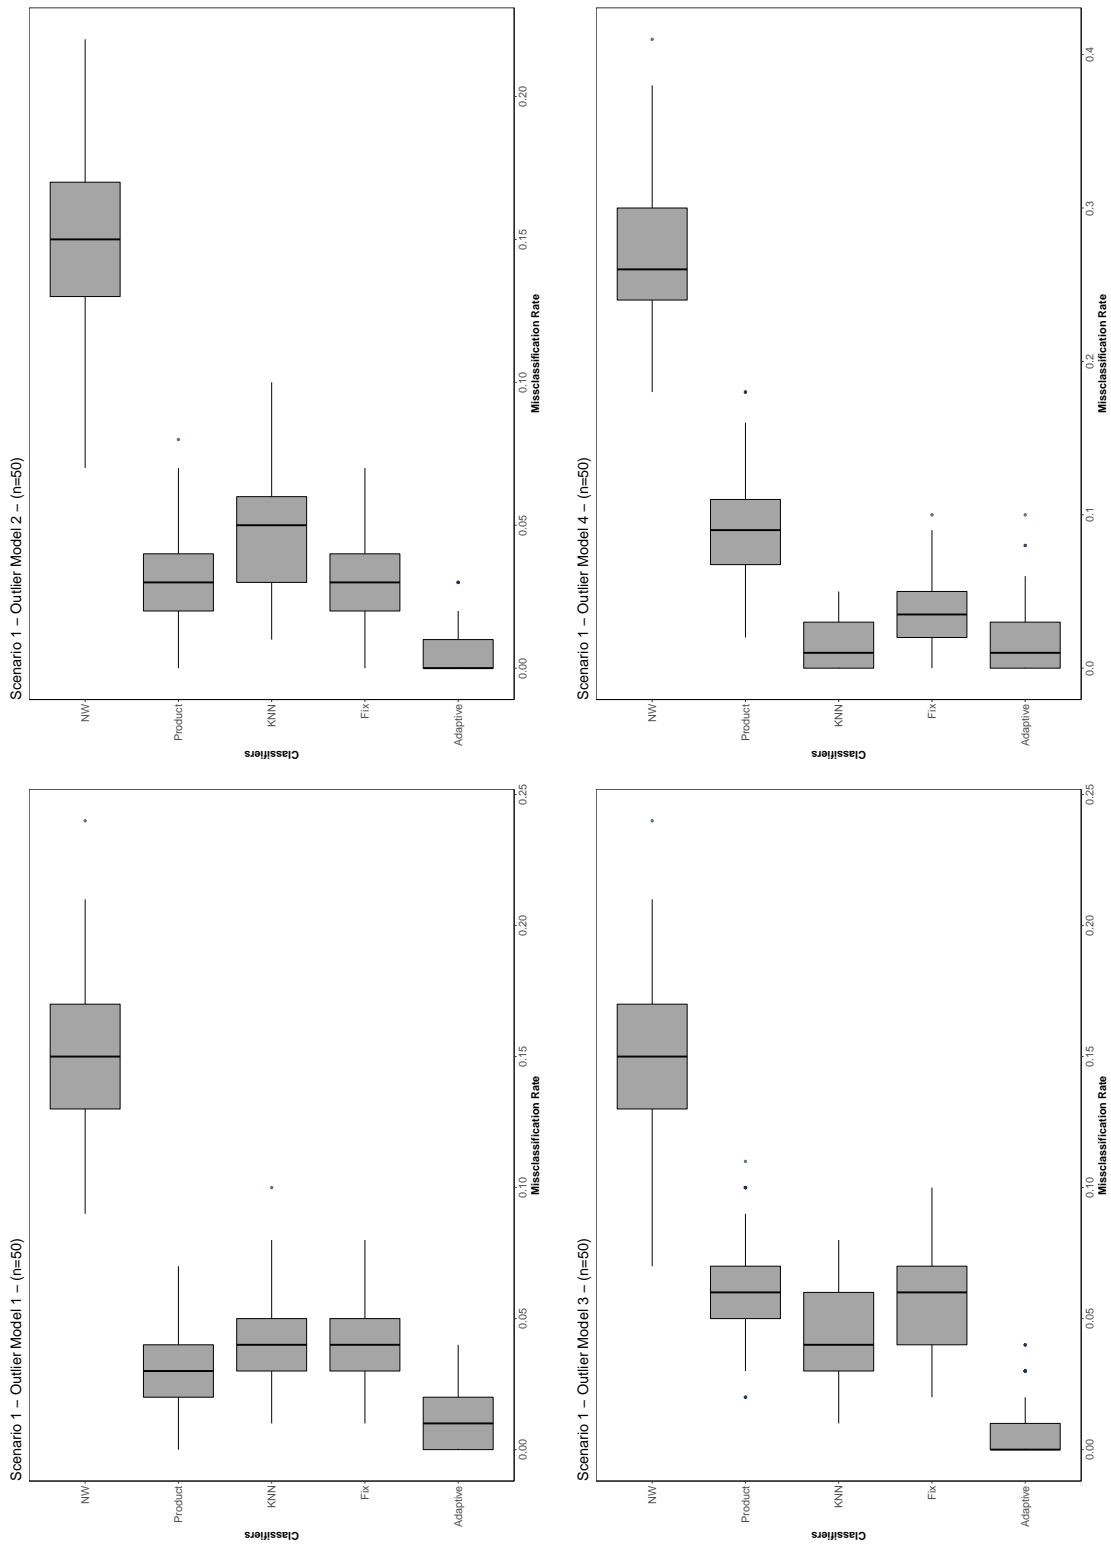 Scenario 1 − Outlier Model 1 − (n=50)
Classifiers
NW
Product
KNN
Fix
Adaptive
0.00
0.05
0.10
0.15
0.20
0.25
Missclassification Rate
Scenario 1 − Outlier Model 2 − (n=50)
Classifiers
NW
Product
KNN
Fix
Adaptive
0.00
0.05
0.10
0.15
0.20
Missclassification Rate
Scenario 1 − Outlier Model 3 − (n=50)
Classifiers
NW
Product
KNN
Fix
Adaptive
0.00
0.05
0.10
0.15
0.20
0.25
Missclassification Rate
Scenario 1 − Outlier Model 4 − (n=50)
Classifiers
NW
Product
KNN
Fix
Adaptive
0.0
0.1
0.2
0.3
0.4
Missclassification Rate